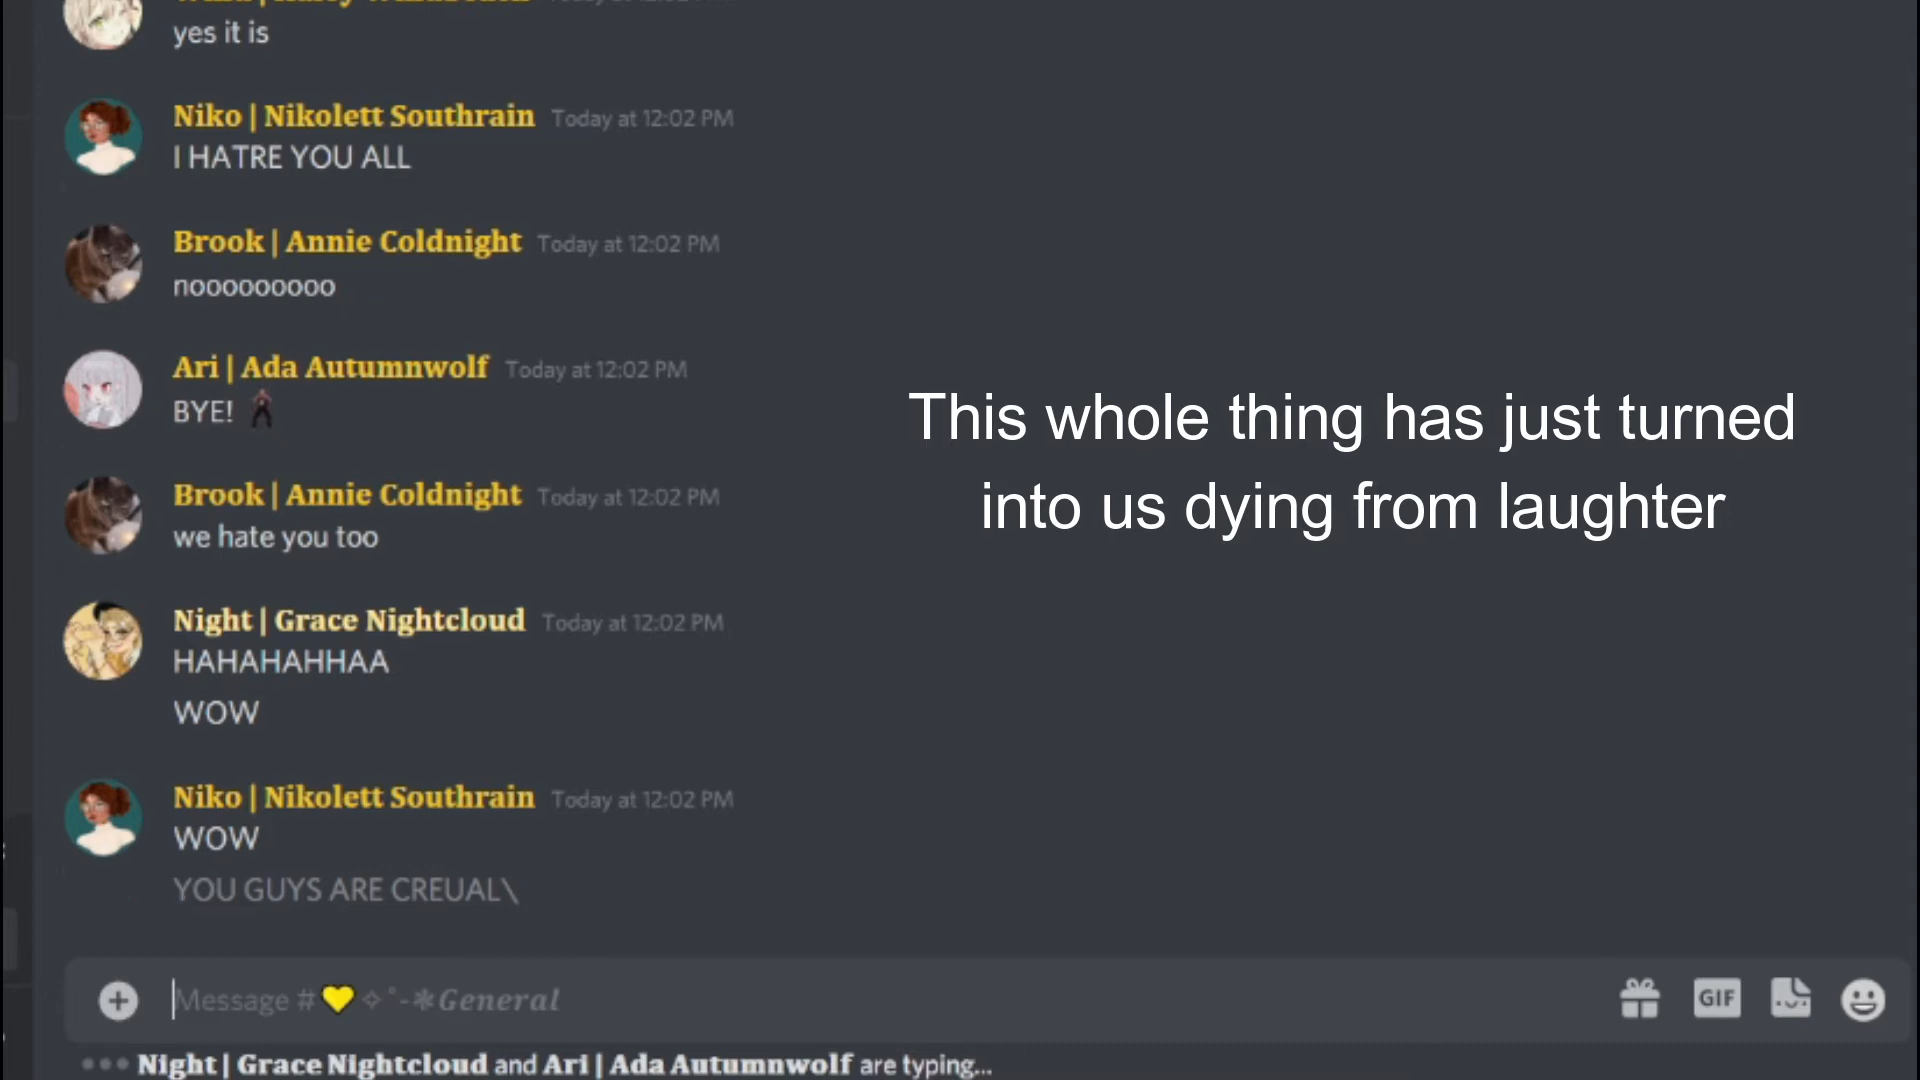 yes it is
Niko | Nikolett Southrain Today at 12:02 PM
I HATRE YOU ALL
Brook | Annie Coldnight Today at 12:02 PM
nooooooooo
Ari | Ada Autumnwolf Today at 12:02 PM
BYE!
This whole thing has just turned
into us dying from laughter
Brook | Annie Coldnight Today at 12:02 PM
we hate you too
Night | Grace Nightcloud Today at 12:02 PM
HAHAHAHHAA
WOW
Niko | Nikolett Southrain Today at 12:02 PM
WOW
YOU GUYS ARE CREUAL\
Message #💛✧˚-❃General
GIF
Night | Grace Nightcloud and Ari | Ada Autumnwolf are typing...